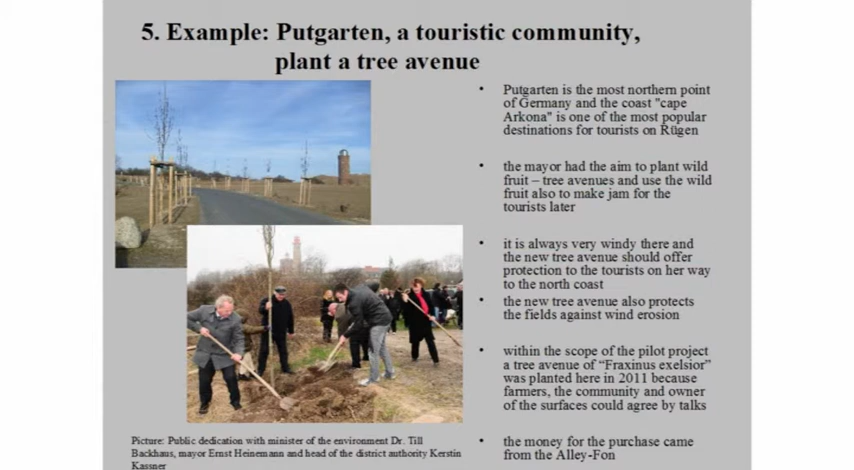 5. Example: Putgarten, a touristic community,
plant a tree avenue
• Putgarten is the most northern point
of Germany and the coast "cape
Arkona" is one of the most popular
destinations for tourists on Rügen
• the mayor had the aim to plant wild
fruit – tree avenues and use the wild
fruit also to make jam for the
tourists later
• it is always very windy there and
the new tree avenue should offer
protection to the tourists on her way
to the north coast
• the new tree avenue also protects
the fields against wind erosion
• within the scope of the pilot project
a tree avenue of “Fraxinus exelsior”
was planted here in 2011 because
farmers, the community and owner
of the surfaces could agree by talks
• the money for the purchase came
from the Alley-Fon
Picture: Public dedication with minister of the environment Dr. Till
Backhaus, mayor Ernst Heinemann and head of the district authority Kerstin
Kassner